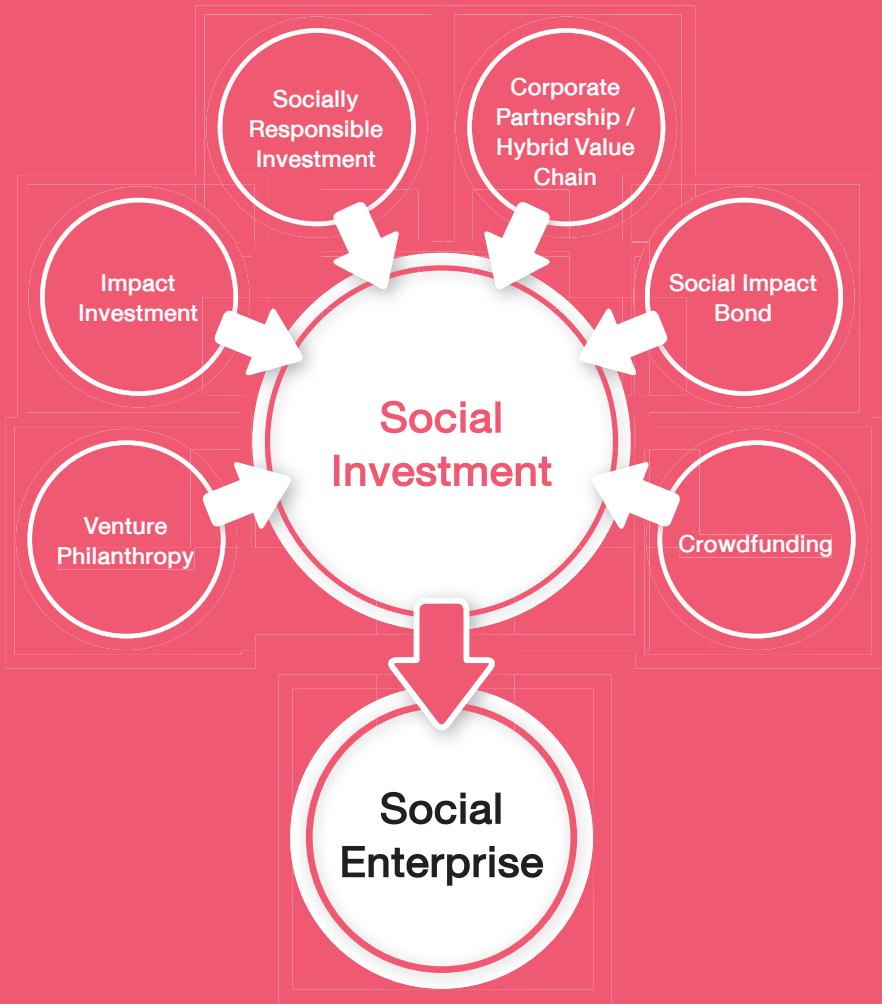 Socially
Responsible
Investment
Corporate
Partnership /
Hybrid Value
Chain
Impact
Investment
Social Impact
Bond
Social
Investment
Venture
Philanthropy
Crowdfunding
Social
Enterprise